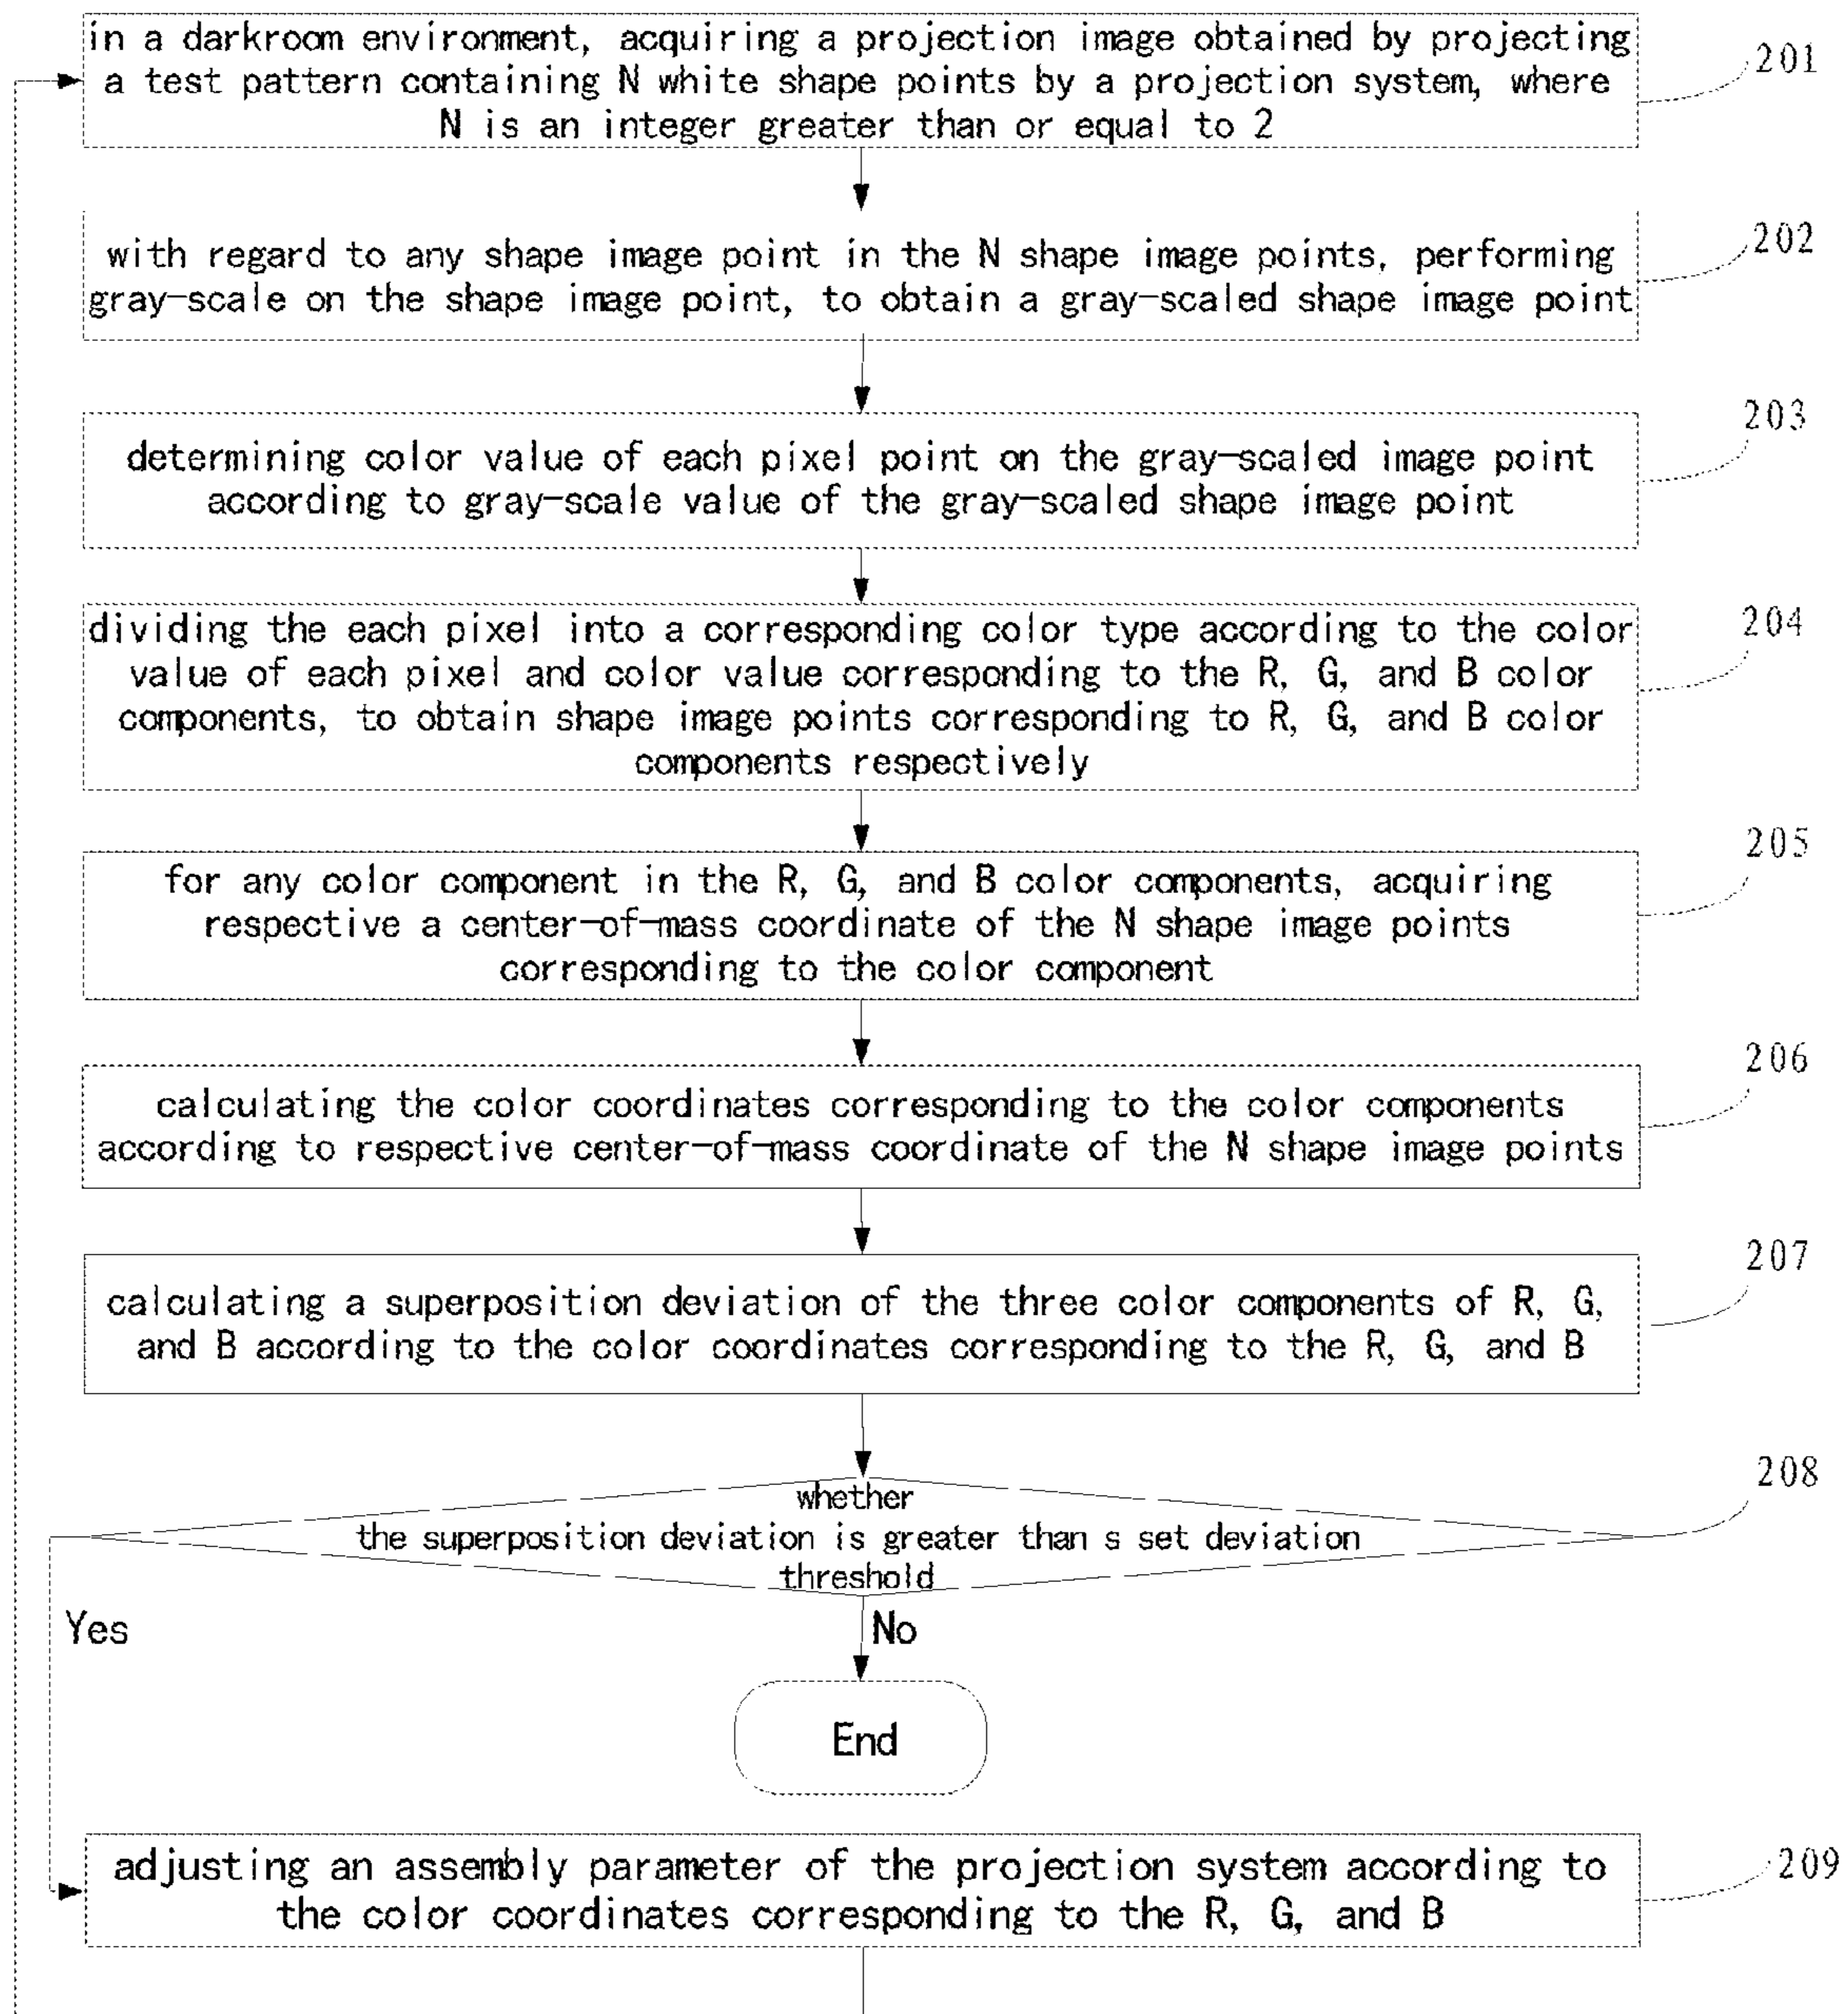 in a darkroom environment, acquiring a projection image obtained by projecting
a test pattern containing N white shape points by a projection system, where
N is an integer greater than or equal to 2
201
with regard to any shape image point in the N shape image points, performing
gray-scale on the shape image point, to obtain a gray-scaled shape image point
202
determining color value of each pixel point on the gray-scaled image point
according to gray-scale value of the gray-scaled shape image point
203
dividing the each pixel into a corresponding color type according to the color
value of each pixel and color value corresponding to the R, G, and B color
components, to obtain shape image points corresponding to R, G, and B color
components respectively
204
for any color component in the R, G, and B color components, acquiring
respective a center-of-mass coordinate of the N shape image points
corresponding to the color component
205
calculating the color coordinates corresponding to the color components
according to respective center-of-mass coordinate of the N shape image points
206
calculating a superposition deviation of the three color components of R, G,
and B according to the color coordinates corresponding to the R, G, and B
207
whether
the superposition deviation is greater than s set deviation
threshold
208
Yes
No
End
adjusting an assembly parameter of the projection system according to
the color coordinates corresponding to the R, G, and B
209